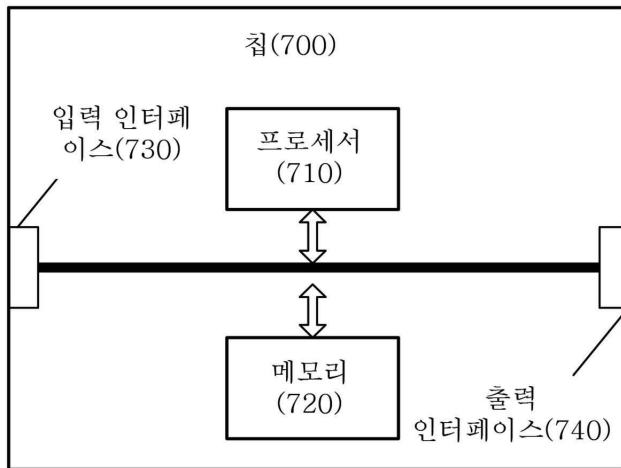 칩(700)
입력 인터페
이스(730)
프로세서
(710)
메모리
(720)
출력
인터페이스(740)